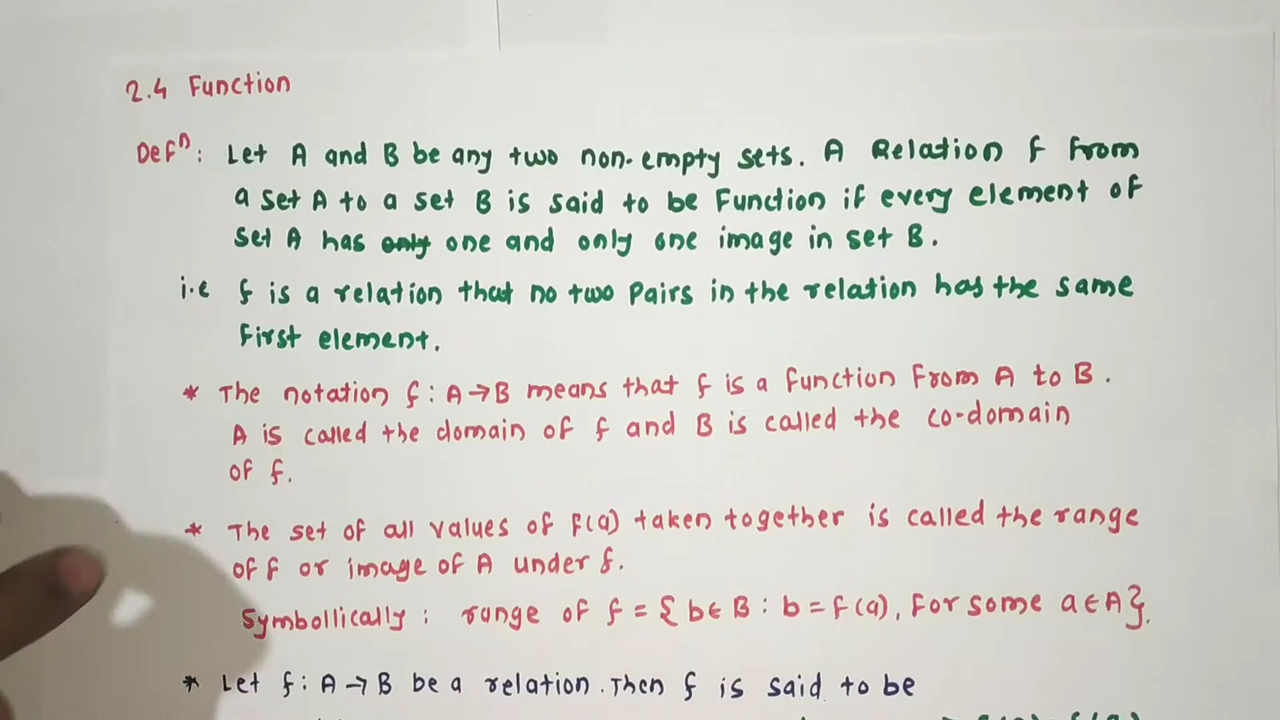 2.4 Function
Defⁿ: Let A and B be any two non-empty sets. A Relation f from
a set A to a set B is said to be Function if every element of
set A has only one and only one image in set B.
i.e f is a relation that no two Pairs in the relation has the same
first element.
* The notation f : A → B means that f is a function from A to B.
A is called the domain of f and B is called the co-domain
of f.
* The set of all values of f(a) taken together is called the range
of f or image of A under f.
Symbollically : range of f = { b ∈ B : b = f(a), for some a ∈ A }.
* Let f : A → B be a relation. Then f is said to be